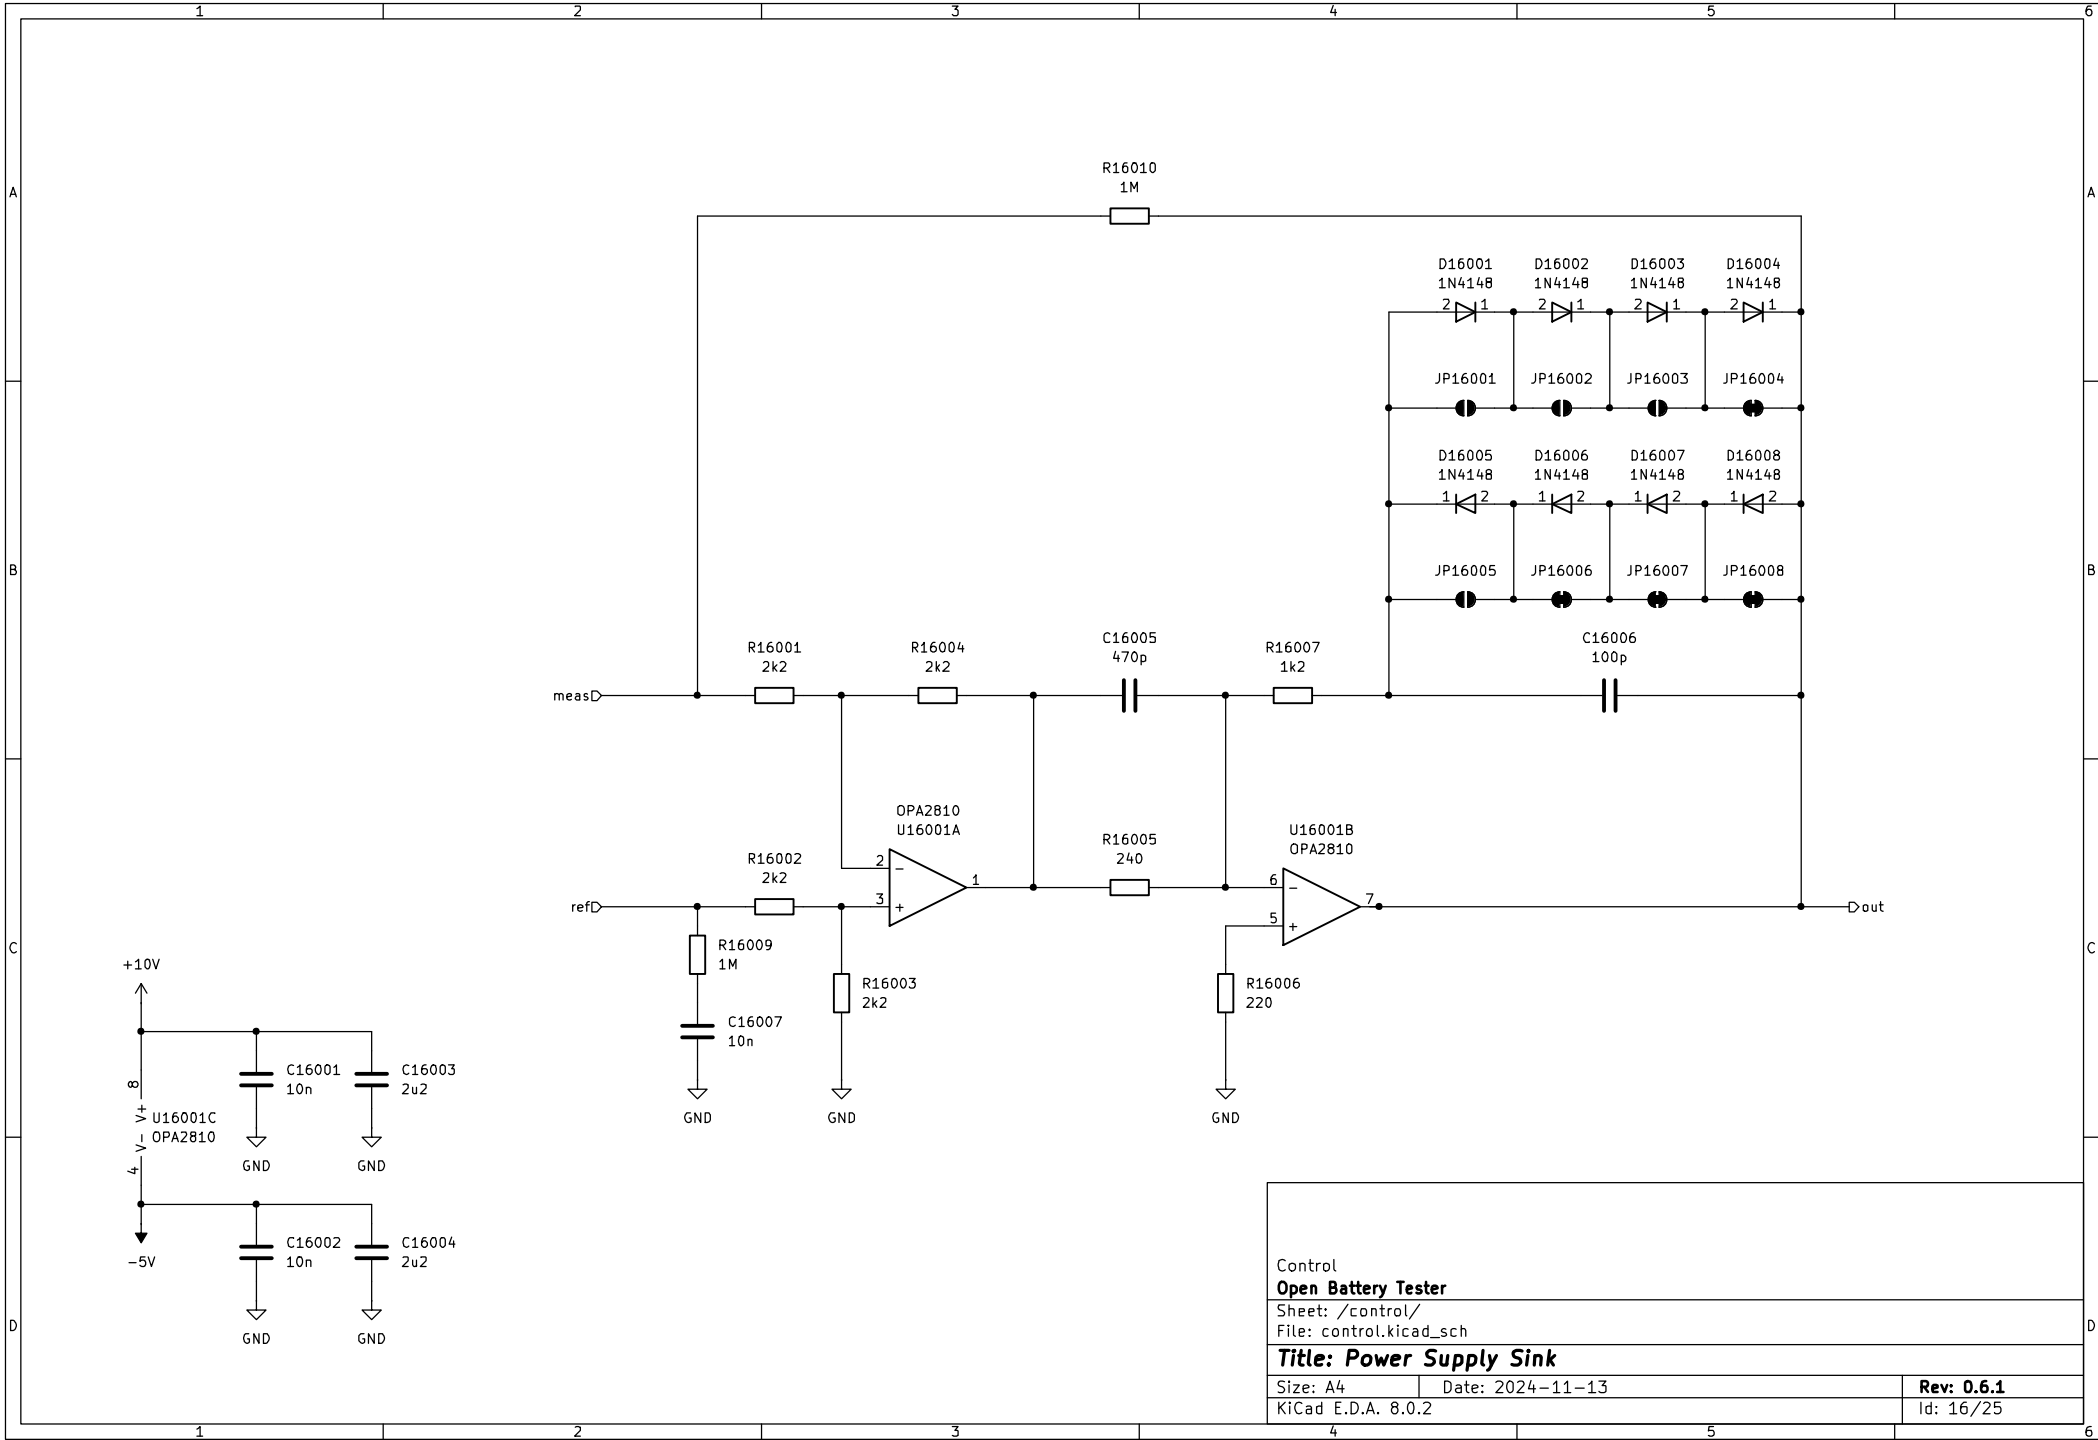 1 2 3 4 5 6
A A
R16010
1M
D16001 D16002 D16003 D16004
1N4148 1N4148 1N4148 1N4148
2 1 2 1 2 1 2 1
JP16001 JP16002 JP16003 JP16004
D16005 D16006 D16007 D16008
1N4148 1N4148 1N4148 1N4148
1 2 1 2 1 2 1 2
B B
JP16005 JP16006 JP16007 JP16008
R16001 R16004 C16005 R16007 C16006
2k2 2k2 470p 1k2 100p
meas
OPA2810
U16001A
U16001B
OPA2810
R16005
240
R16002
2k2
2
-
1
3
+
6
-
7
5
+
ref
out
C C
R16009
1M
R16003
2k2
R16006
220
C16007
10n
GND GND GND
+10V
8
V+
C16001
10n
C16003
2u2
U16001C
OPA2810
V-
4
GND GND
C16002
10n
C16004
2u2
-5V
GND GND
Control
Open Battery Tester
Sheet: /control/
File: control.kicad_sch
D D
Title: Power Supply Sink
Size: A4 Date: 2024-11-13 Rev: 0.6.1
KiCad E.D.A. 8.0.2 Id: 16/25
1 2 3 4 5 6